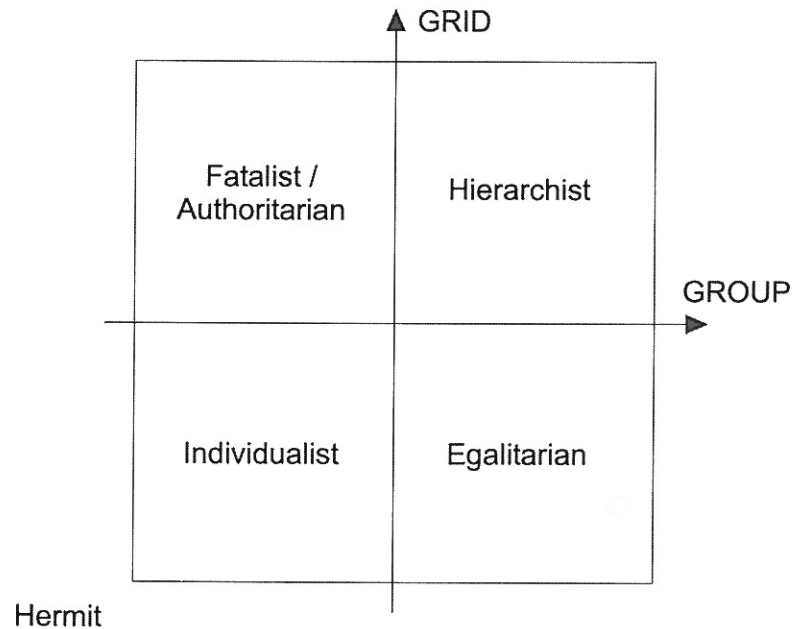 GRID
Fatalist /
Authoritarian
Hierarchist
GROUP
Individualist
Egalitarian
Hermit